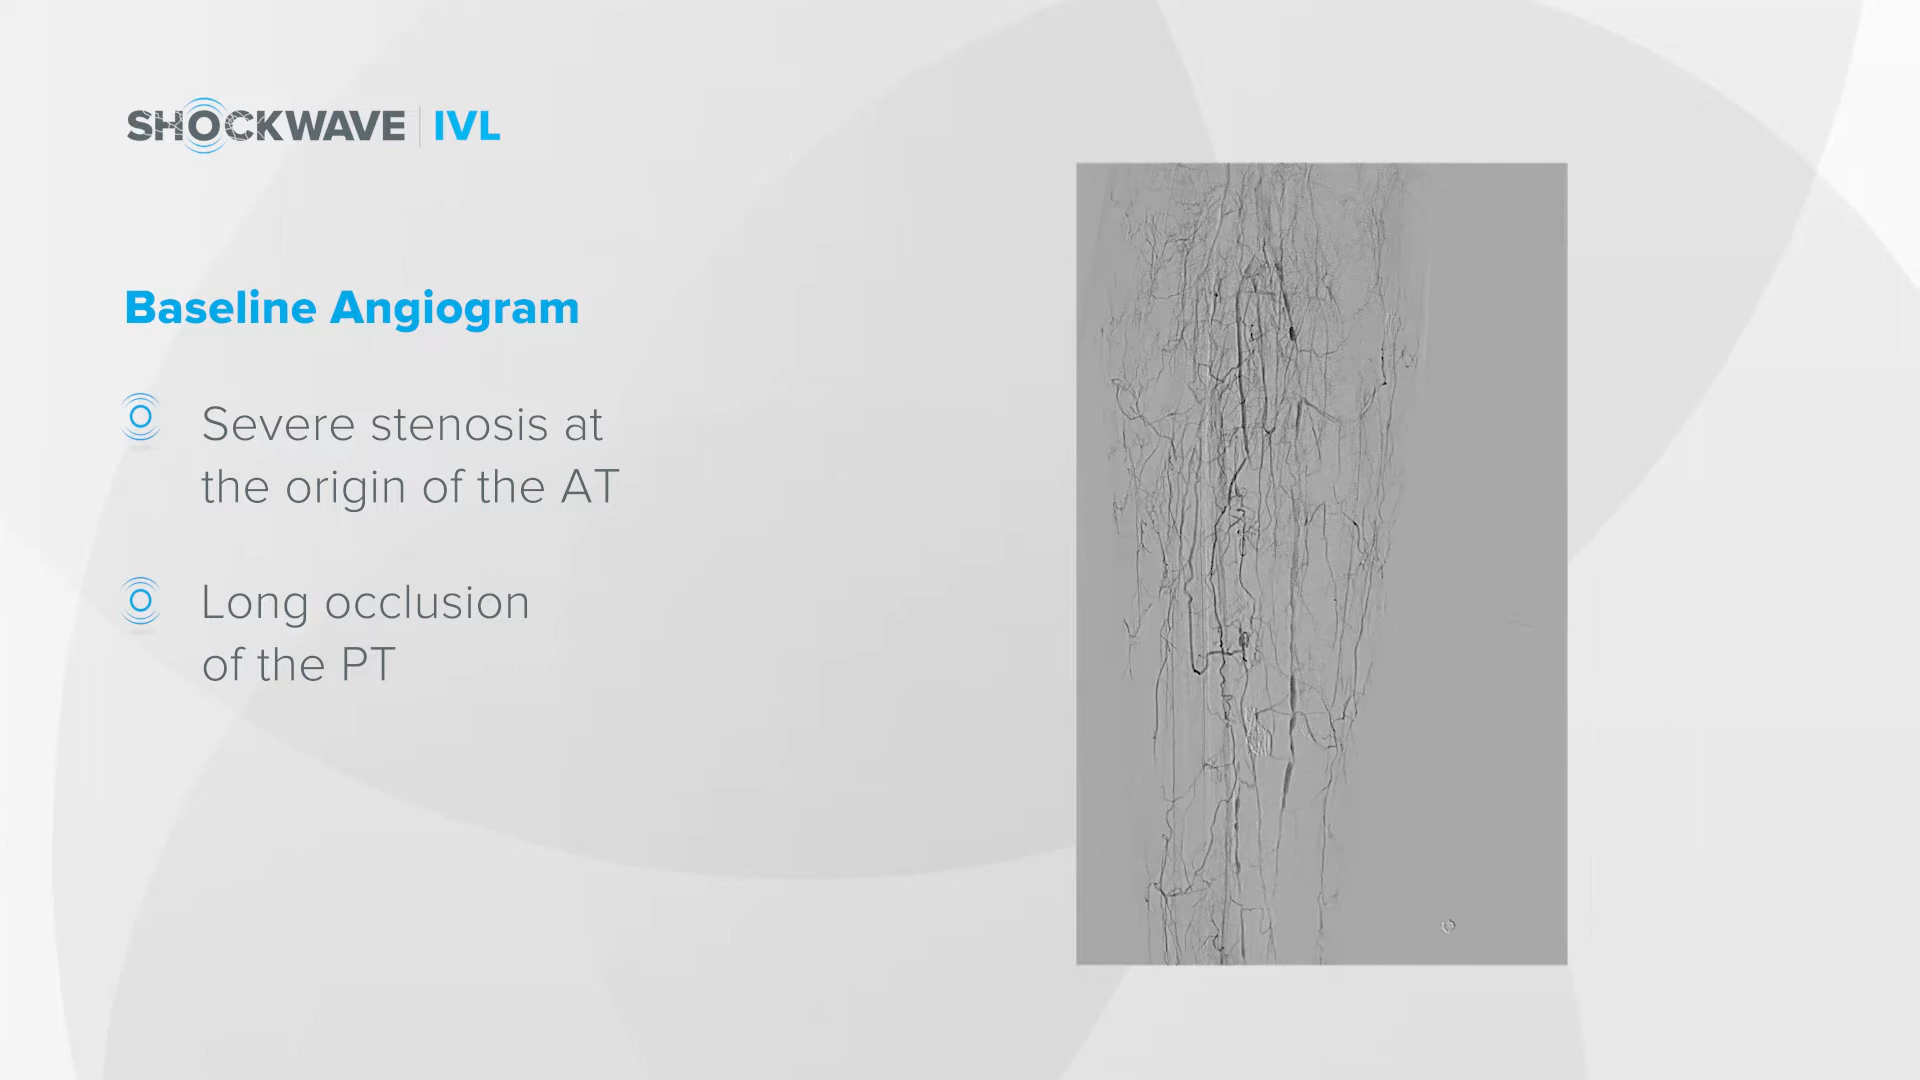 SHOCKWAVE | IVL
Baseline Angiogram
Severe stenosis at
the origin of the AT
Long occlusion
of the PT